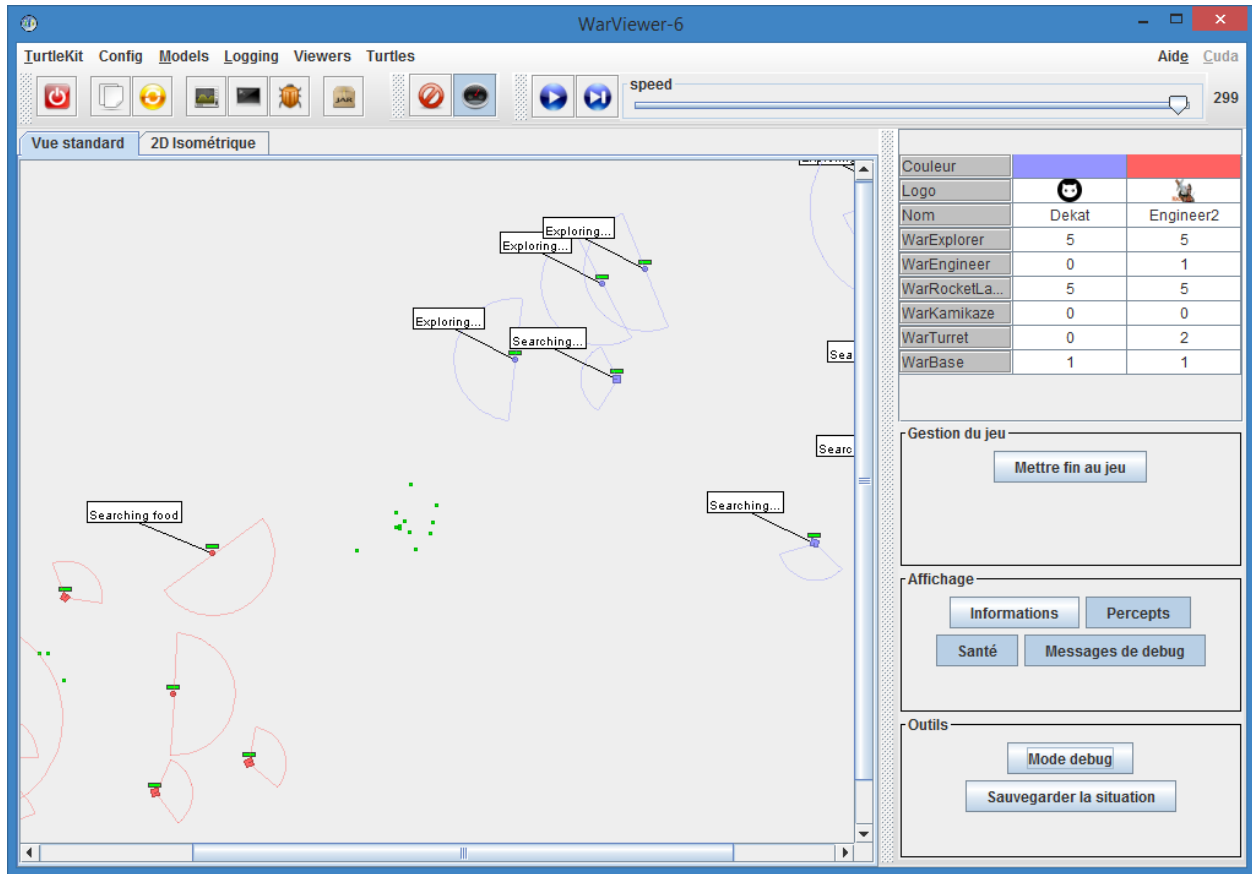 WarViewer-6
TurtleKit Config Models Logging Viewers Turtles Aide Cuda
JAR
speed
299
Vue standard 2D Isométrique
Exploring...
Exploring...
Exploring...
Searching...
Searching...
Searching food
Couleur
Logo
Nom Dekat Engineer2
WarExplorer 5 5
WarEngineer 0 1
WarRocketLa... 5 5
WarKamikaze 0 0
WarTurret 0 2
WarBase 1 1
Gestion du jeu
Mettre fin au jeu
Affichage
Informations Percepts
Santé Messages de debug
Outils
Mode debug
Sauvegarder la situation